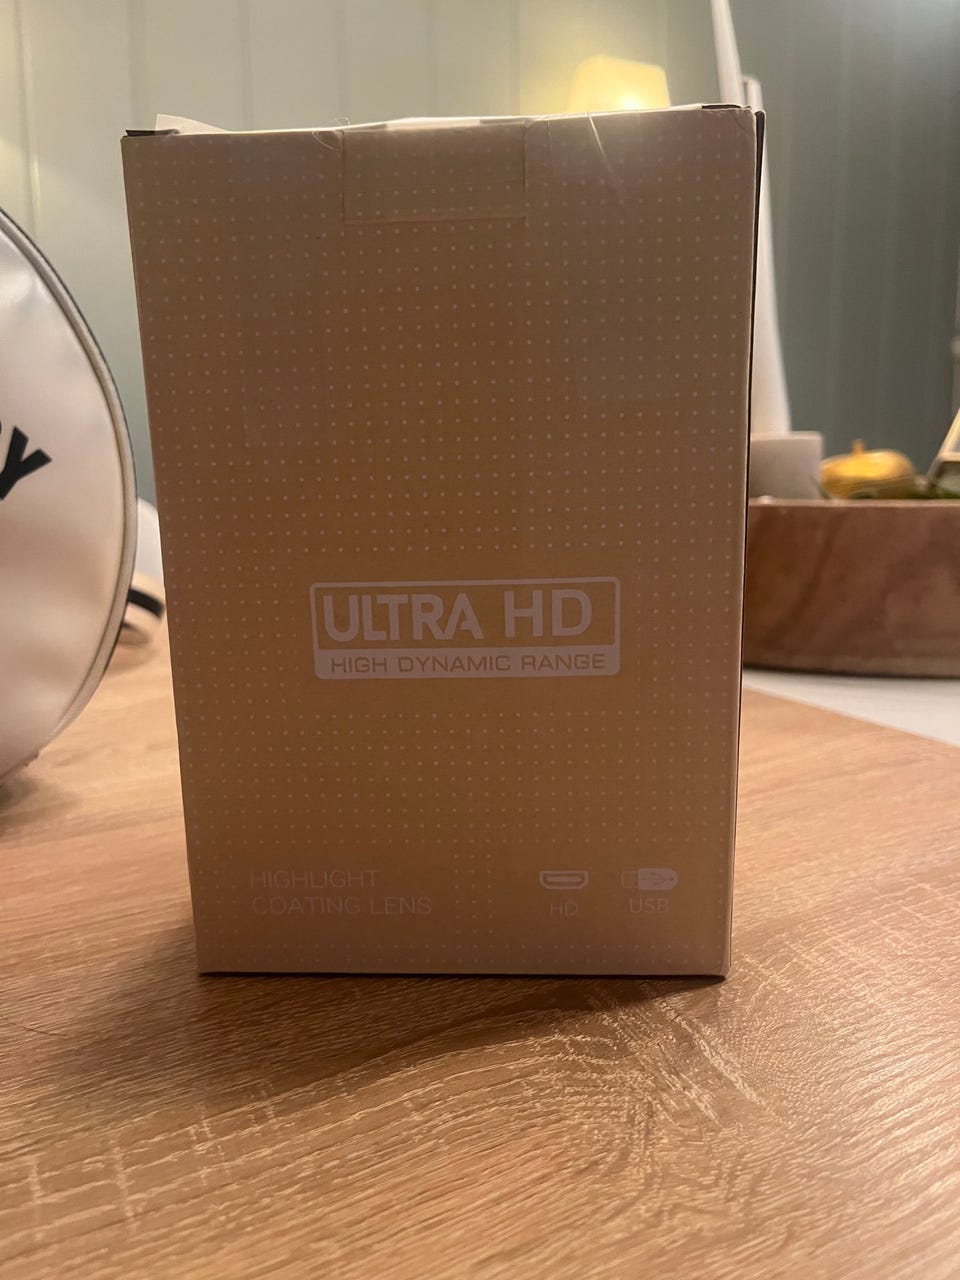 ULTRA HD
HIGH DYNAMIC RANGE
HIGHLIGHT
COATING LENS
HD
USB